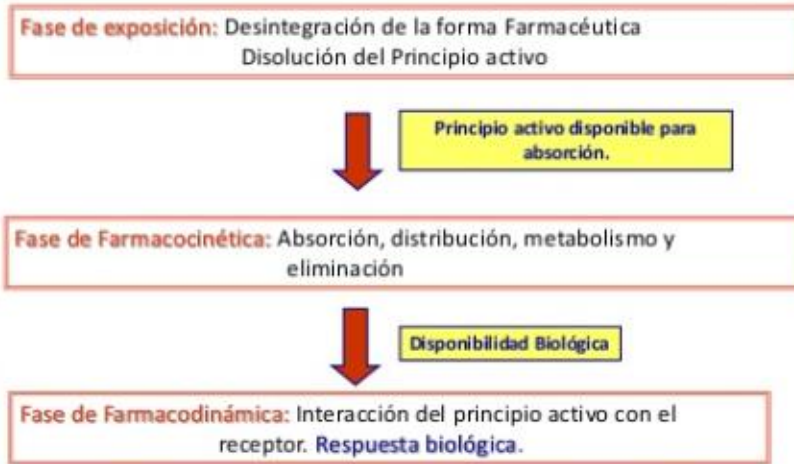 Fase de exposición: Desintegración de la forma Farmacéutica
Disolución del Principio activo
Principio activo disponible para
absorción.
Fase de Farmacocinética: Absorción, distribución, metabolismo y
eliminación
Disponibilidad Biológica
Fase de Farmacodinámica: Interacción del principio activo con el
receptor. Respuesta biológica.